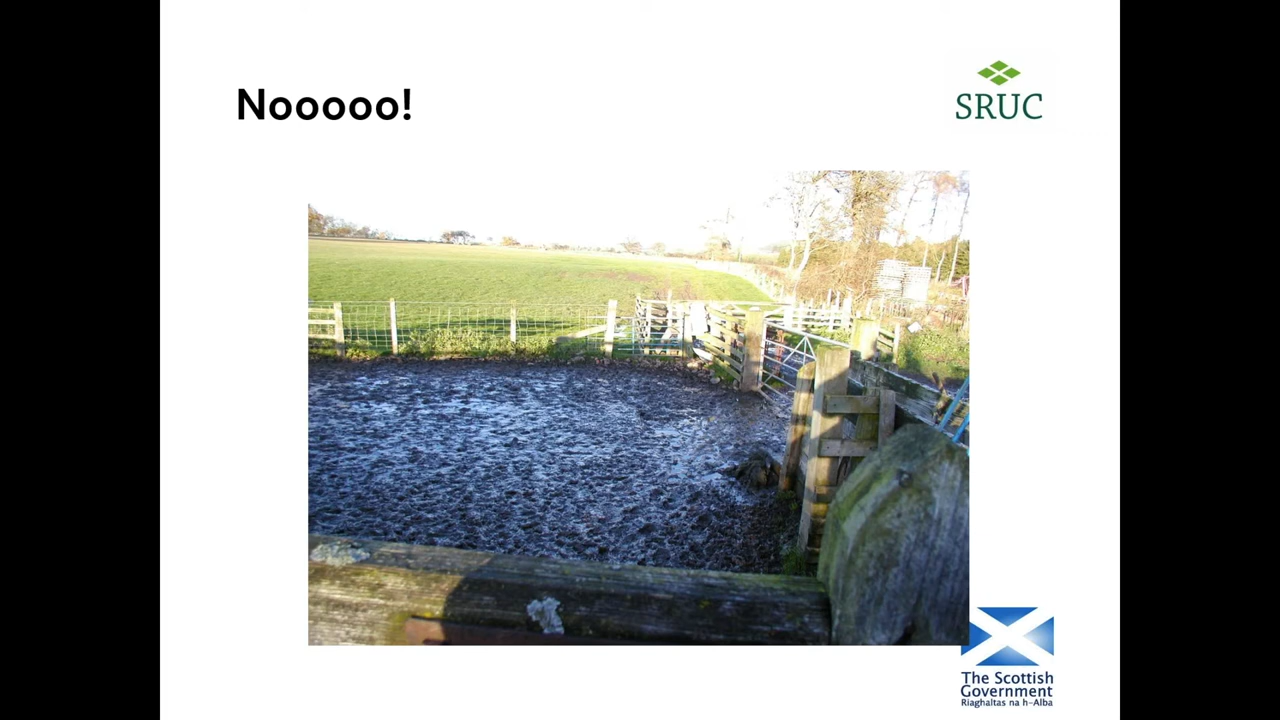 Nooooo!
SRUC
The Scottish
Government
Riaghaltas na h-Alba